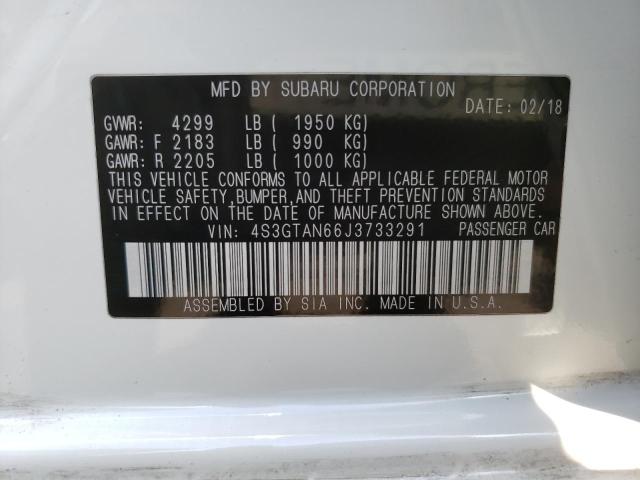 MFD BY SUBARU CORPORATION
DATE: 02/18
GVWR: 4299 LB ( 1950 KG)
GAWR: F 2183 LB ( 990 KG)
GAWR: R 2205 LB ( 1000 KG)
THIS VEHICLE CONFORMS TO ALL APPLICABLE FEDERAL MOTOR
VEHICLE SAFETY,BUMPER,AND THEFT PREVENTION STANDARDS
IN EFFECT ON THE DATE OF MANUFACTURE SHOWN ABOVE.
VIN: 4S3GTAN66J3733291 PASSENGER CAR
ASSEMBLED BY SIA INC. MADE IN U.S.A.